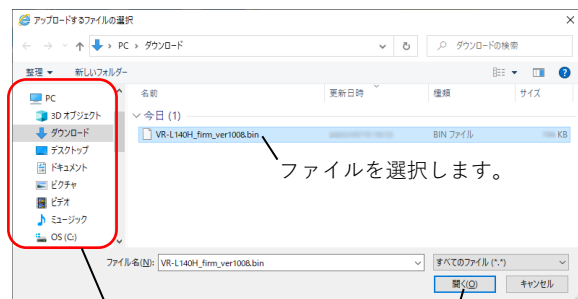 アップロードするファイルの選択
PC › ダウンロード
ダウンロードの検索
整理 新しいフォルダー
名前 更新日時 種類 サイズ
PC
3D オブジェクト
ダウンロード
デスクトップ
ドキュメント
ピクチャ
ビデオ
ミュージック
OS (C:)
今日 (1)
VR-L140H_firm_ver1008.bin BIN ファイル KB
ファイルを選択します。
ファイル名(N): VR-L140H_firm_ver1008.bin すべてのファイル (*.*)
開く(O) キャンセル